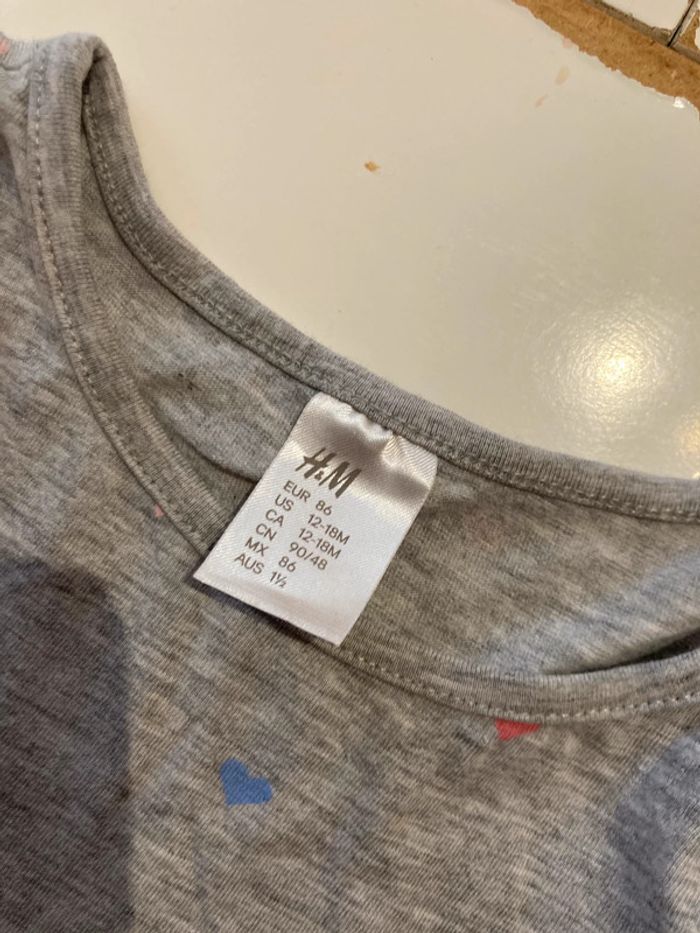 H&M
EUR 86
US 12-18M
CA 12-18M
CN 90/48
MX 86
AUS 1½